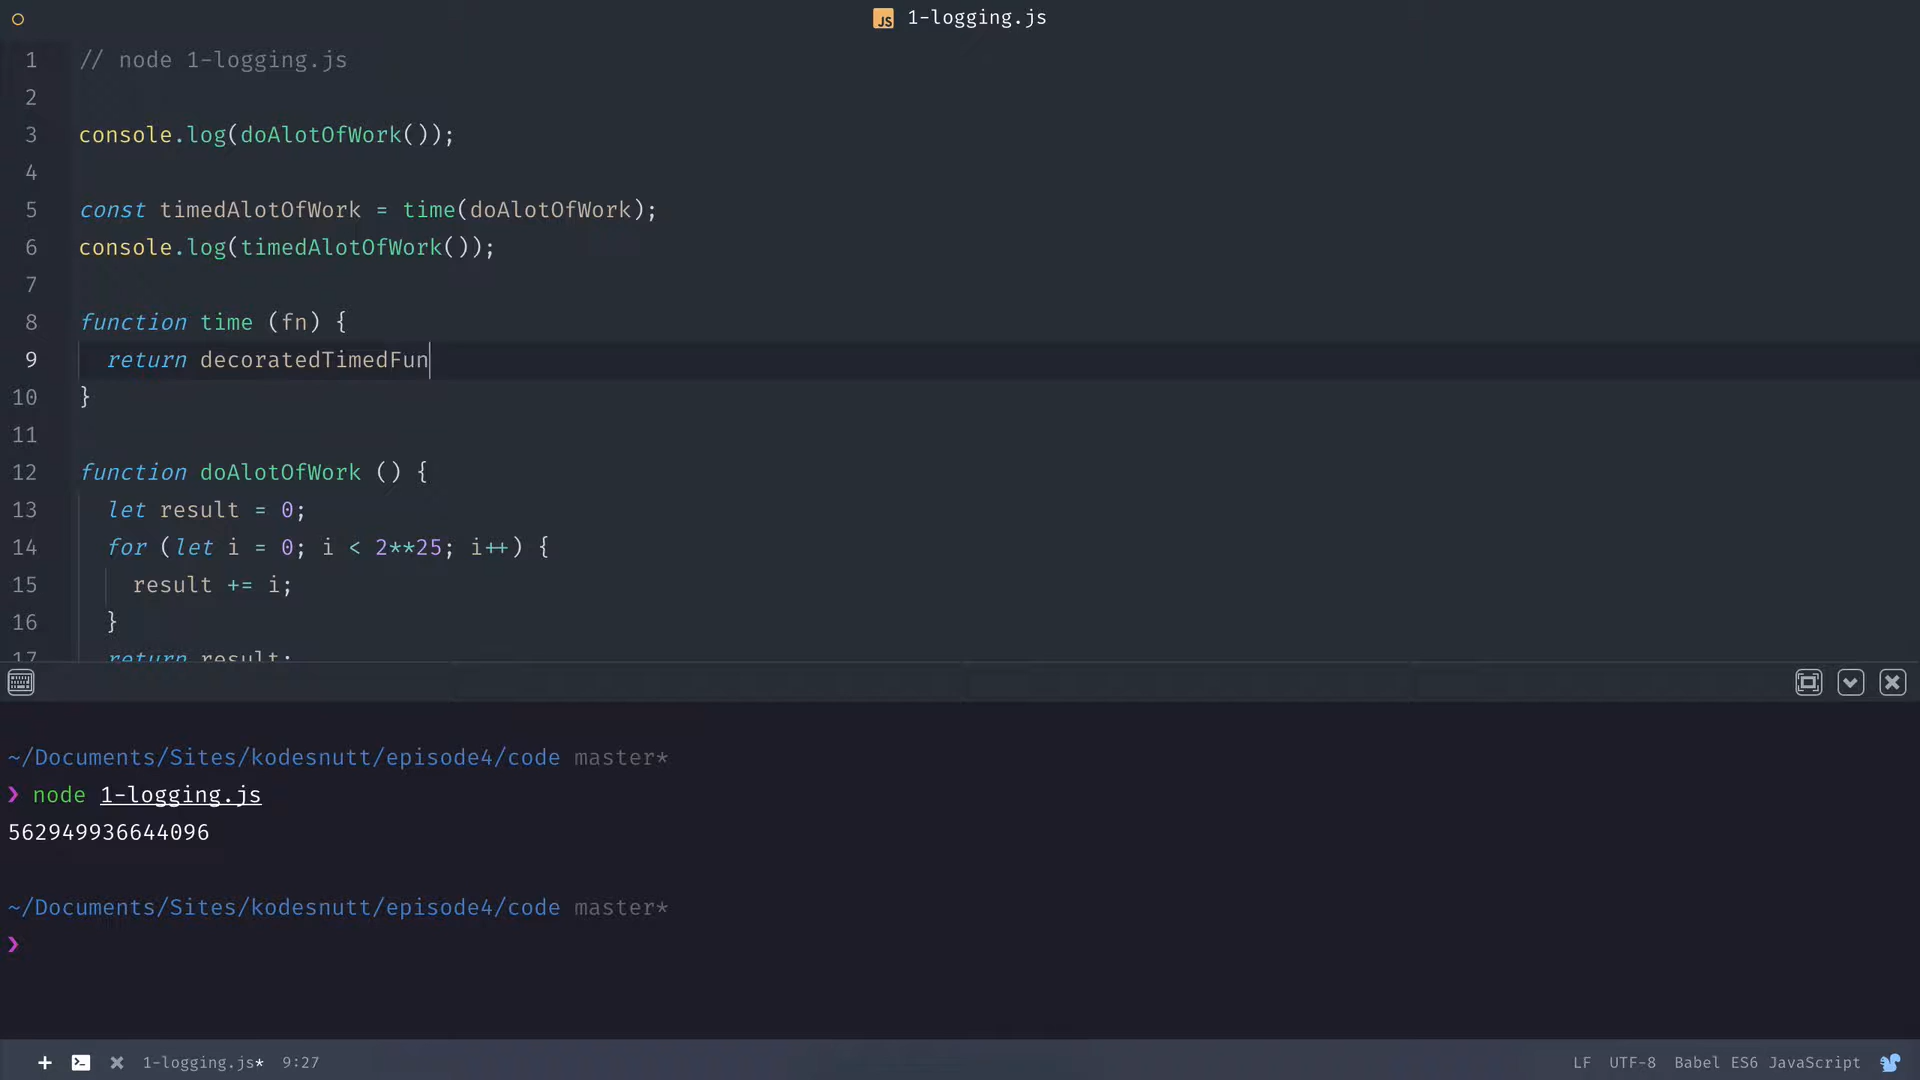 JS 1-logging.js
1 // node 1-logging.js
2
3 console.log(doAlotOfWork());
4
5 const timedAlotOfWork = time(doAlotOfWork);
6 console.log(timedAlotOfWork());
7
8 function time (fn) {
9 return decoratedTimedFun
10 }
11
12 function doAlotOfWork () {
13 let result = 0;
14 for (let i = 0; i < 2**25; i++) {
15 result += i;
16 }
17 return result;
~/Documents/Sites/kodesnutt/episode4/code master*
❯ node 1-logging.js
562949936644096
~/Documents/Sites/kodesnutt/episode4/code master*
❯
1-logging.js* 9:27 LF UTF-8 Babel ES6 JavaScript